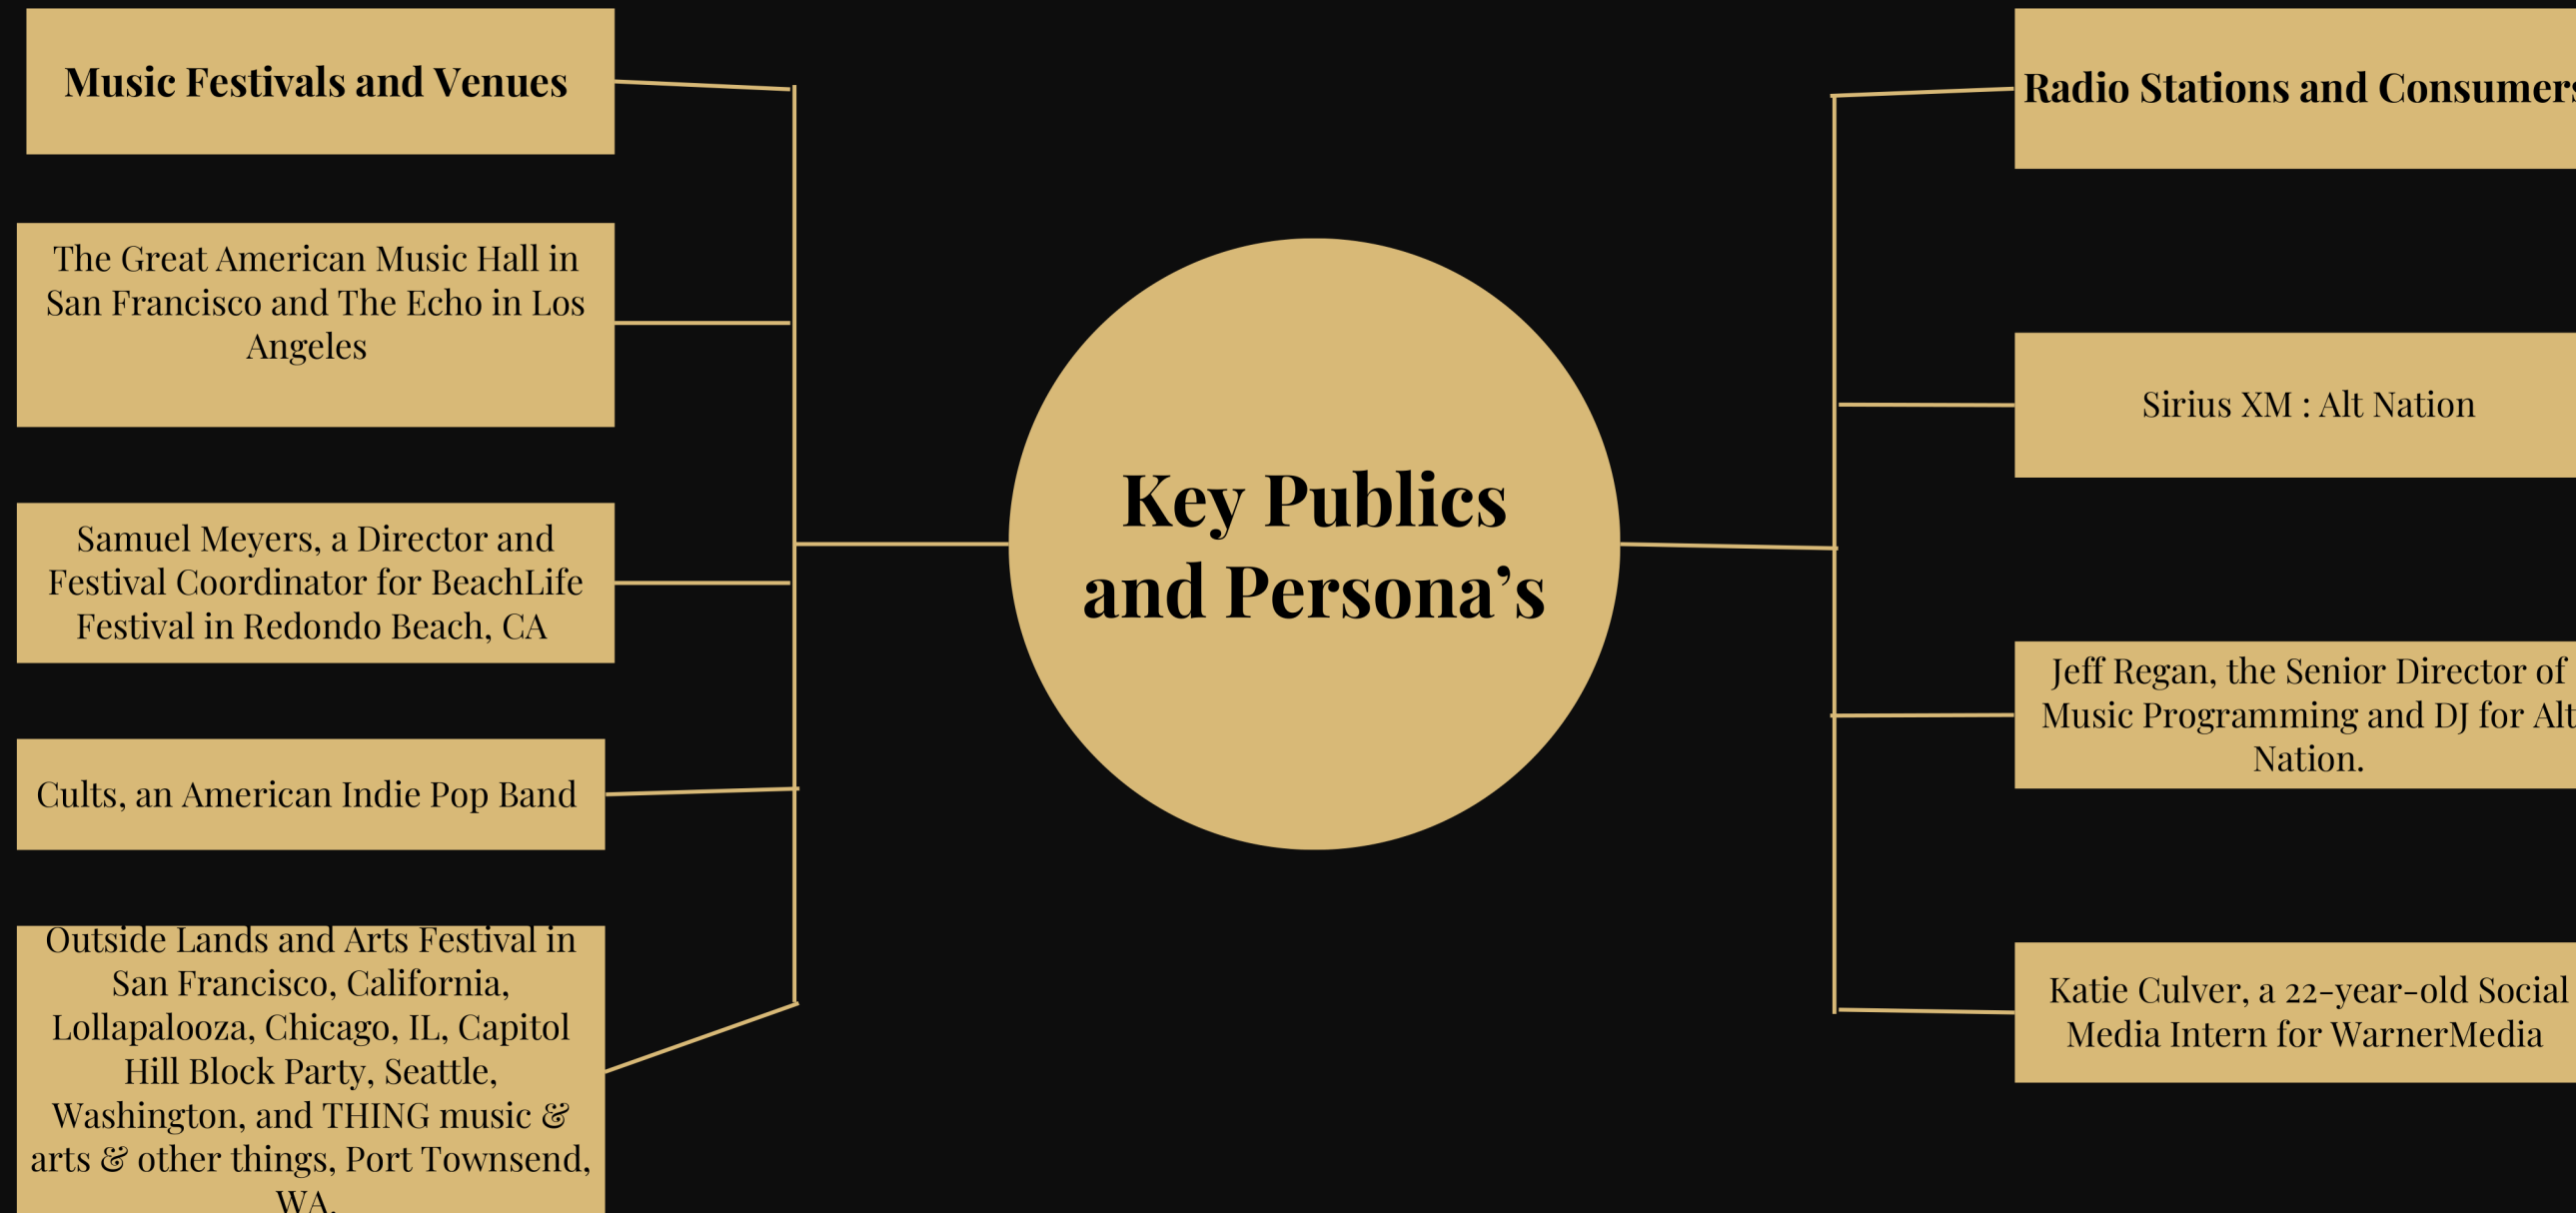 Music Festivals and Venues
The Great American Music Hall in
San Francisco and The Echo in Los
Angeles
Samuel Meyers, a Director and
Festival Coordinator for BeachLife
Festival in Redondo Beach, CA
Cults, an American Indie Pop Band
Outside Lands and Arts Festival in
San Francisco, California,
Lollapalooza, Chicago, IL, Capitol
Hill Block Party, Seattle,
Washington, and THING music &
arts & other things, Port Townsend,
WA.
Key Publics
and Persona’s
Radio Stations and Consumers
Sirius XM : Alt Nation
Jeff Regan, the Senior Director of
Music Programming and DJ for Alt
Nation.
Katie Culver, a 22-year-old Social
Media Intern for WarnerMedia